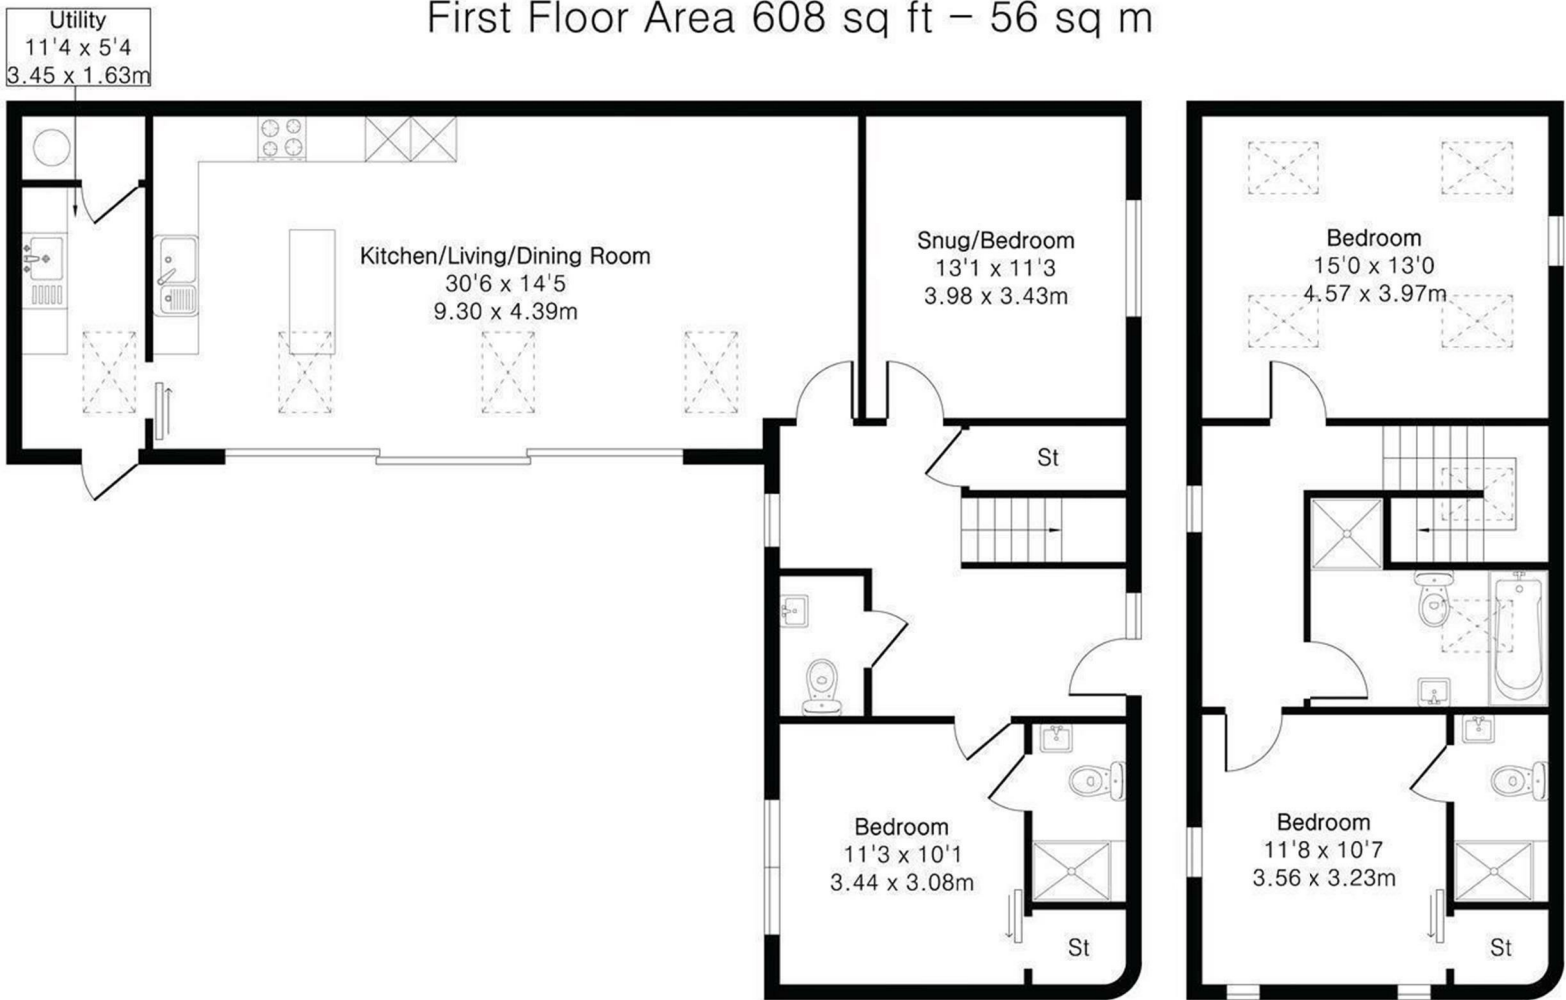 First Floor Area 608 sq ft – 56 sq m
Utility
11'4 x 5'4
3.45 x 1.63m
Kitchen/Living/Dining Room
30'6 x 14'5
9.30 x 4.39m
Snug/Bedroom
13'1 x 11'3
3.98 x 3.43m
Bedroom
15'0 x 13'0
4.57 x 3.97m
St
Bedroom
11'3 x 10'1
3.44 x 3.08m
St
Bedroom
11'8 x 10'7
3.56 x 3.23m
St